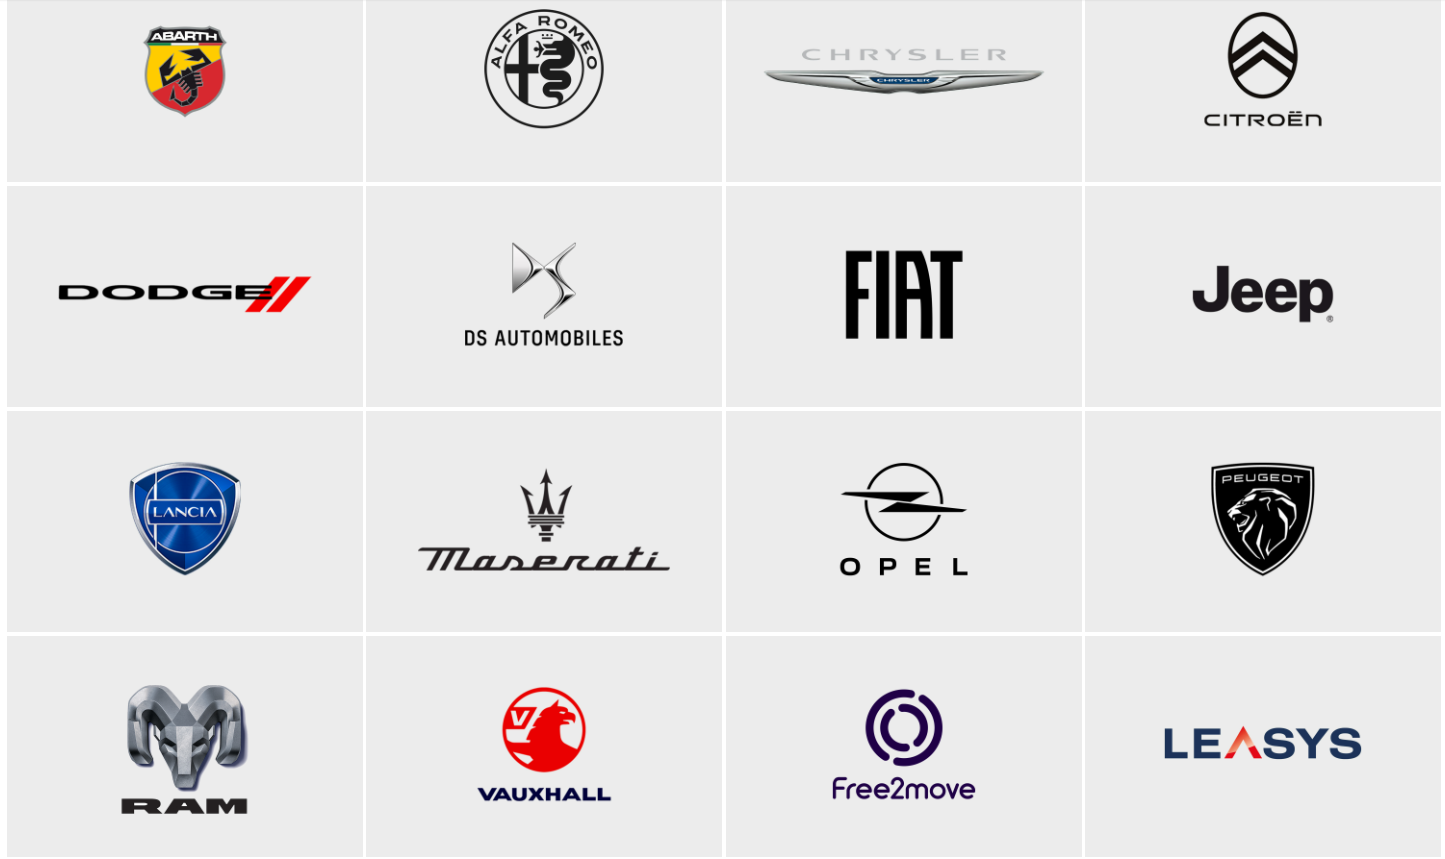 ABARTH
ALFA ROMEO
CHRYSLER
CHRYSLER
CITROËN
DODGE
DS AUTOMOBILES
FIAT
Jeep
®
LANCIA
Maserati
OPEL
PEUGEOT
RAM
V
VAUXHALL
Free2move
LEASYS